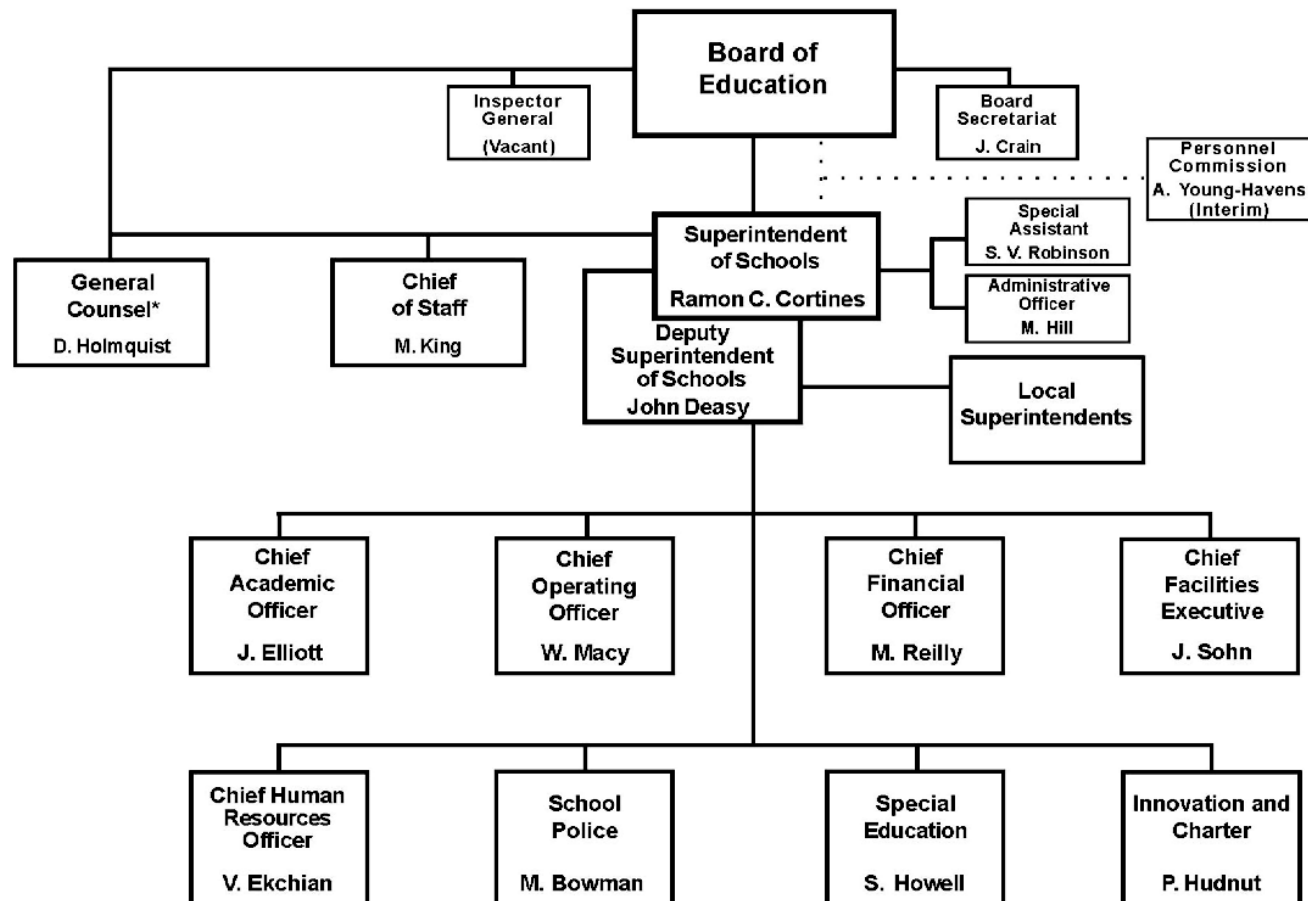 Board of
Education
Inspector
General
(Vacant)
Board
Secretariat
J. Crain
Personnel
Commission
A. Young-Havens
(Interim)
Special
Assistant
S. V. Robinson
Superintendent
of Schools
Ramon C. Cortines
General
Counsel*
D. Holmquist
Chief
of Staff
M. King
Administrative
Officer
M. Hill
Deputy
Superintendent
of Schools
John Deasy
Local
Superintendents
Chief
Academic
Officer
J. Elliott
Chief
Operating
Officer
W. Macy
Chief
Financial
Officer
M. Reilly
Chief
Facilities
Executive
J. Sohn
Chief Human
Resources
Officer
V. Ekchian
School
Police
M. Bowman
Special
Education
S. Howell
Innovation and
Charter
P. Hudnut